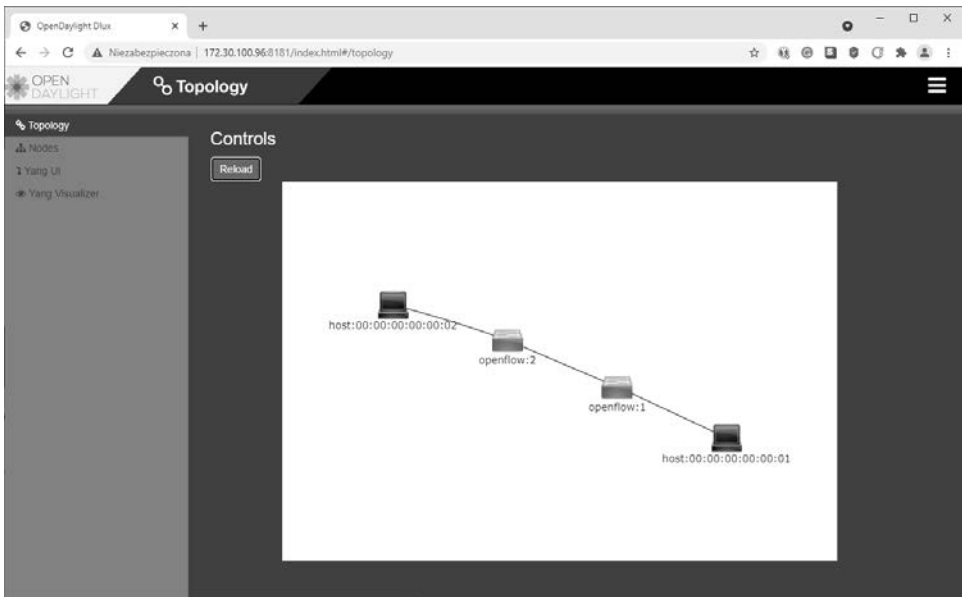 OpenDaylight Dlux
Niezabezpieczona | 172.30.100.96:8181/index.html#/topology
OPEN
DAYLIGHT
Topology
Topology
Nodes
Yang UI
Yang Visualizer
Controls
Reload
host:00:00:00:00:00:02
openflow:2
openflow:1
host:00:00:00:00:00:01